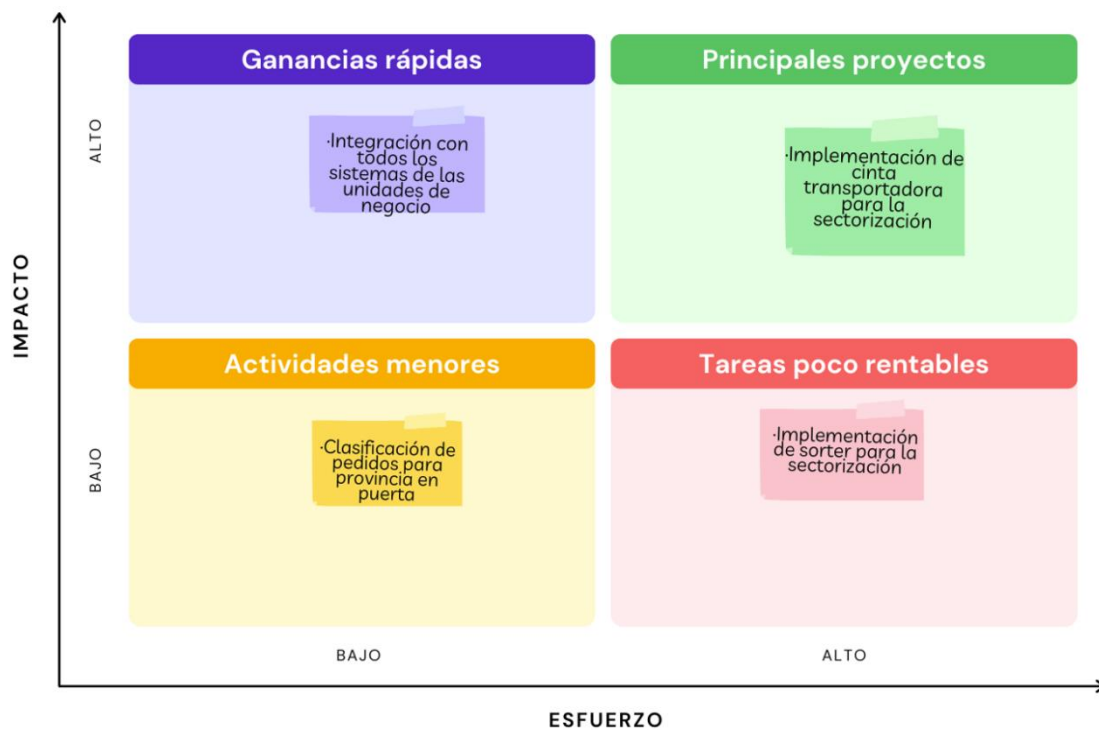 Ganancias rápidas
Principales proyectos
ALTO
·Integración con
todos los
sistemas de las
unidades de
negocio
·Implementación de
cinta
transportadora
para la
sectorización
IMPACTO
Actividades menores
Tareas poco rentables
BAJO
·Clasificación de
pedidos para
provincia en
puerta
·Implementación
de sorter para la
sectorización
BAJO
ALTO
ESFUERZO